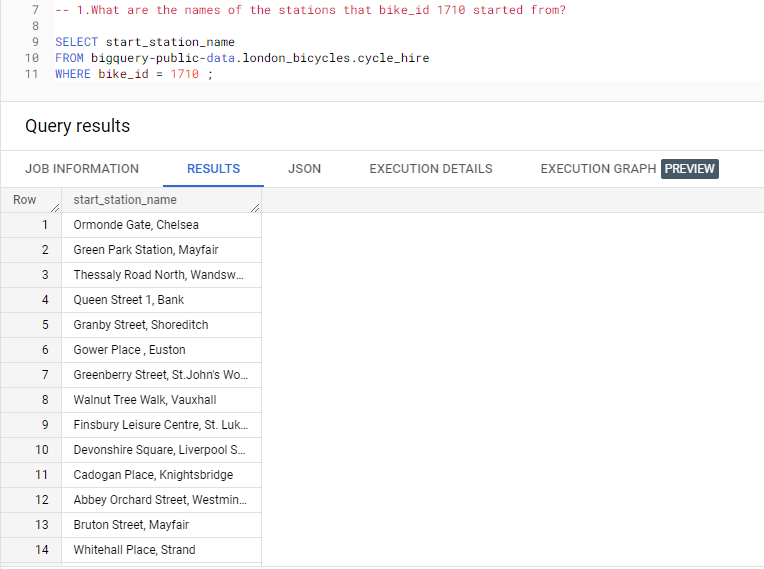 7 -- 1.What are the names of the stations that bike_id 1710 started from?
8
9 SELECT start_station_name
10 FROM bigquery-public-data.london_bicycles.cycle_hire
11 WHERE bike_id = 1710 ;
Query results
JOB INFORMATION RESULTS JSON EXECUTION DETAILS EXECUTION GRAPH PREVIEW
Row start_station_name
1 Ormonde Gate, Chelsea
2 Green Park Station, Mayfair
3 Thessaly Road North, Wandsw...
4 Queen Street 1, Bank
5 Granby Street, Shoreditch
6 Gower Place , Euston
7 Greenberry Street, St.John's Wo...
8 Walnut Tree Walk, Vauxhall
9 Finsbury Leisure Centre, St. Luk...
10 Devonshire Square, Liverpool S...
11 Cadogan Place, Knightsbridge
12 Abbey Orchard Street, Westmin...
13 Bruton Street, Mayfair
14 Whitehall Place, Strand